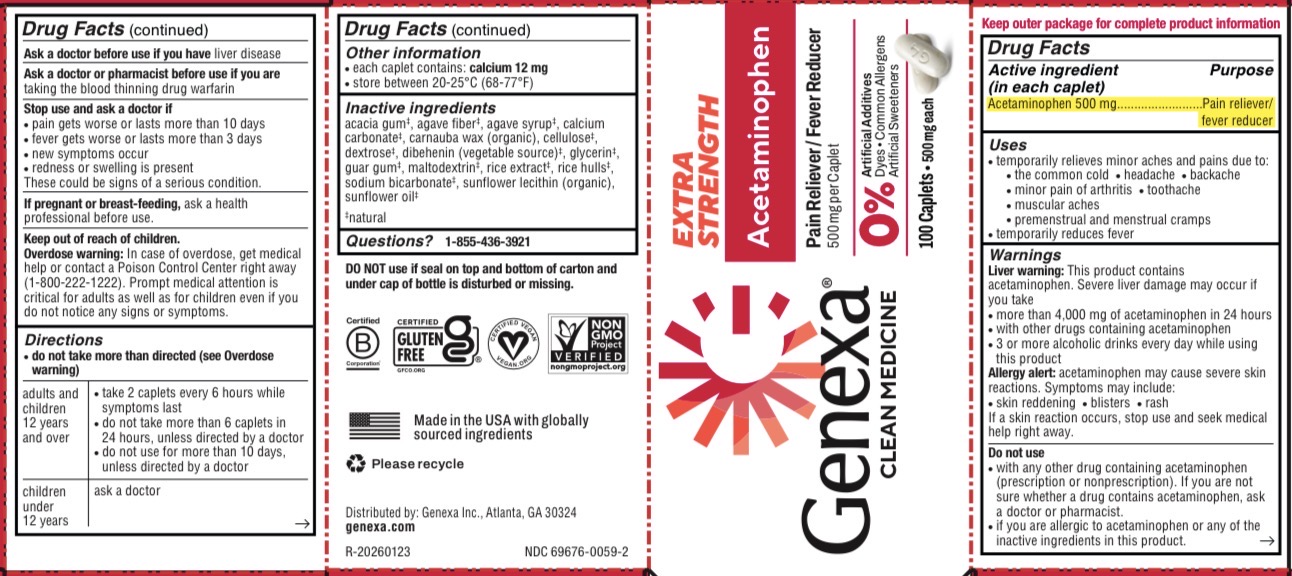 Drug Facts (continued)
Ask a doctor before use if you have liver disease
Ask a doctor or pharmacist before use if you are
taking the blood thinning drug warfarin
Stop use and ask a doctor if
• pain gets worse or lasts more than 10 days
• fever gets worse or lasts more than 3 days
• new symptoms occur
• redness or swelling is present
These could be signs of a serious condition.
If pregnant or breast-feeding, ask a health
professional before use.
Keep out of reach of children.
Overdose warning: In case of overdose, get medical
help or contact a Poison Control Center right away
(1-800-222-1222). Prompt medical attention is
critical for adults as well as for children even if you
do not notice any signs or symptoms.
Directions
• do not take more than directed (see Overdose
warning)
adults and
children
12 years
and over
• take 2 caplets every 6 hours while
symptoms last
• do not take more than 6 caplets in
24 hours, unless directed by a doctor
• do not use for more than 10 days,
unless directed by a doctor
children
under
12 years
ask a doctor
→
Drug Facts (continued)
Other information
• each caplet contains: calcium 12 mg
• store between 20-25°C (68-77°F)
Inactive ingredients
acacia gum‡, agave fiber‡, agave syrup‡, calcium
carbonate‡, carnauba wax (organic), cellulose‡,
dextrose‡, dibehenin (vegetable source)‡, glycerin‡,
guar gum‡, maltodextrin‡, rice extract‡, rice hulls‡,
sodium bicarbonate‡, sunflower lecithin (organic),
sunflower oil‡
‡natural
Questions? 1-855-436-3921
DO NOT use if seal on top and bottom of carton and
under cap of bottle is disturbed or missing.
Certified
B
Corporation
CERTIFIED
GLUTEN
FREE
g
®
GFCO.ORG
CERTIFIED VEGAN
V
VEGAN.ORG
NON
GMO
Project
VERIFIED
nongmoproject.org
Made in the USA with globally
sourced ingredients
Please recycle
Distributed by: Genexa Inc., Atlanta, GA 30324
genexa.com
R-20260123 NDC 69676-0059-2
EXTRA
STRENGTH
Acetaminophen
Pain Reliever / Fever Reducer
500 mg per Caplet
0% Artificial Additives
Dyes • Common Allergens
Artificial Sweeteners
100 Caplets • 500 mg each
Genexa®
CLEAN MEDICINE
Keep outer package for complete product information
Drug Facts
Active ingredient Purpose
(in each caplet)
Acetaminophen 500 mg.........................Pain reliever/
fever reducer
Uses
• temporarily relieves minor aches and pains due to:
• the common cold • headache • backache
• minor pain of arthritis • toothache
• muscular aches
• premenstrual and menstrual cramps
• temporarily reduces fever
Warnings
Liver warning: This product contains
acetaminophen. Severe liver damage may occur if
you take
• more than 4,000 mg of acetaminophen in 24 hours
• with other drugs containing acetaminophen
• 3 or more alcoholic drinks every day while using
this product
Allergy alert: acetaminophen may cause severe skin
reactions. Symptoms may include:
• skin reddening • blisters • rash
If a skin reaction occurs, stop use and seek medical
help right away.
Do not use
• with any other drug containing acetaminophen
(prescription or nonprescription). If you are not
sure whether a drug contains acetaminophen, ask
a doctor or pharmacist.
• if you are allergic to acetaminophen or any of the
inactive ingredients in this product.
→